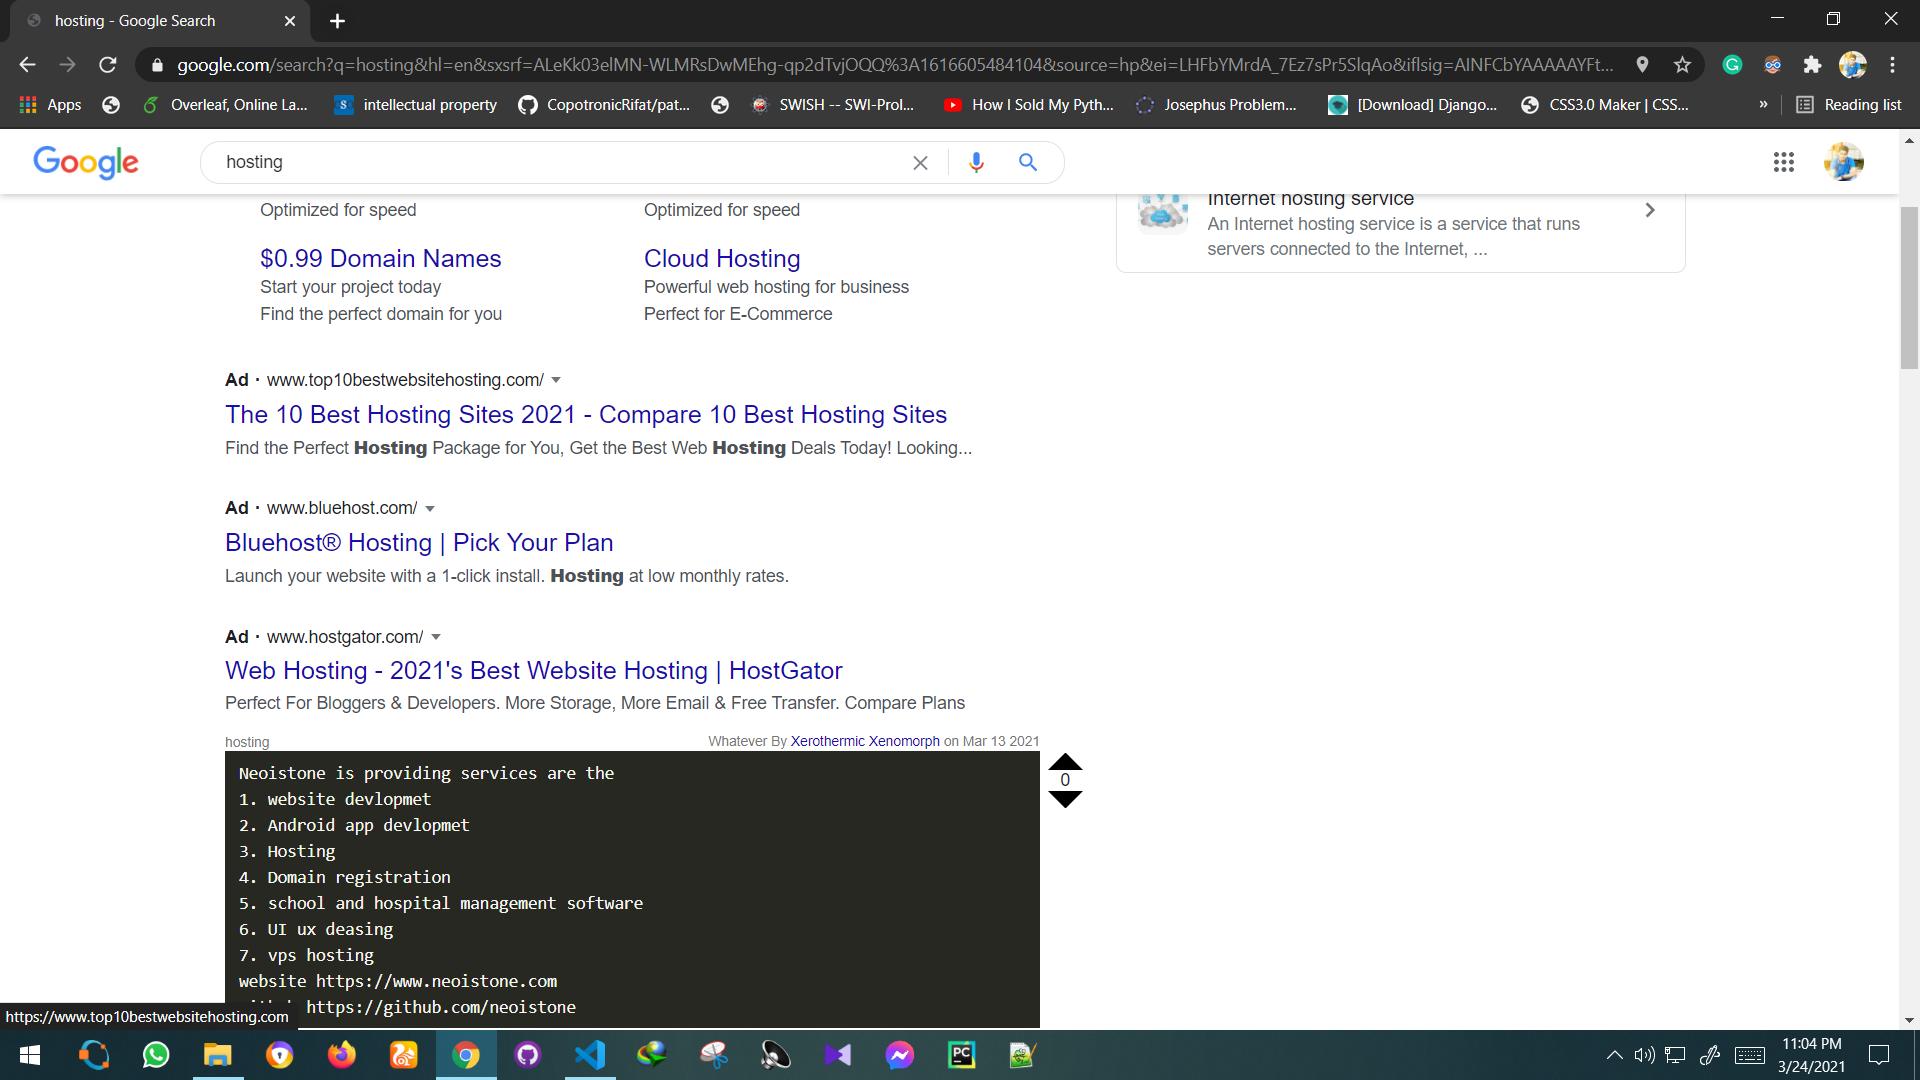 hosting - Google Search
google.com/search?q=hosting&hl=en&sxsrf=ALeKk03elMN-WLMRsDwMEhg-qp2dTvjOQQ%3A1616605484104&source=hp&ei=LHFbYMrdA_7Ez7sPr5SlqAo&iflsig=AINFCbYAAAAAYFt...
Apps Overleaf, Online La... intellectual property CopotronicRifat/pat... SWISH -- SWI-Prol... How I Sold My Pyth... Josephus Problem... [Download] Django... CSS3.0 Maker | CSS... » Reading list
Google hosting
Optimized for speed Optimized for speed
$0.99 Domain Names Cloud Hosting
Start your project today Powerful web hosting for business
Find the perfect domain for you Perfect for E-Commerce
Internet hosting service
An Internet hosting service is a service that runs
servers connected to the Internet, ...
Ad · www.top10bestwebsitehosting.com/
The 10 Best Hosting Sites 2021 - Compare 10 Best Hosting Sites
Find the Perfect Hosting Package for You, Get the Best Web Hosting Deals Today! Looking...
Ad · www.bluehost.com/
Bluehost® Hosting | Pick Your Plan
Launch your website with a 1-click install. Hosting at low monthly rates.
Ad · www.hostgator.com/
Web Hosting - 2021's Best Website Hosting | HostGator
Perfect For Bloggers & Developers. More Storage, More Email & Free Transfer. Compare Plans
hosting Whatever By Xerothermic Xenomorph on Mar 13 2021
Neoistone is providing services are the
1. website devlopmet
2. Android app devlopmet
3. Hosting
4. Domain registration
5. school and hospital management software
6. UI ux deasing
7. vps hosting
website https://www.neoistone.com
https://github.com/neoistone
0
https://www.top10bestwebsitehosting.com
PC
11:04 PM
3/24/2021